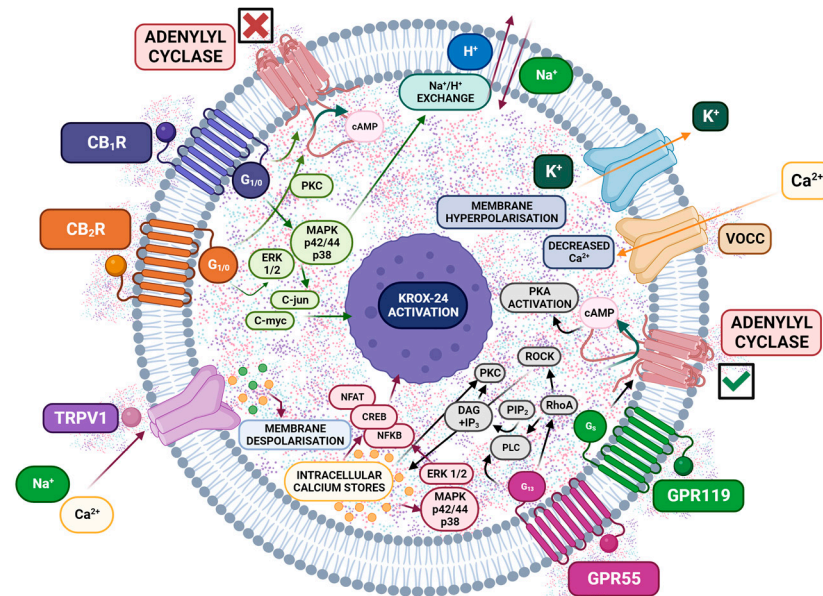 ADENYLYL
CYCLASE
H⁺
Na⁺
Na⁺/H⁺
EXCHANGE
K⁺
cAMP
CB₁R
G₁/₀
PKC
K⁺
Ca²⁺
MEMBRANE
HYPERPOLARISATION
CB₂R
G₁/₀
MAPK
p42/44
p38
ERK
1/2
DECREASED
Ca²⁺
VOCC
C-jun
C-myc
KROX-24
ACTIVATION
PKA
ACTIVATION
cAMP
ADENYLYL
CYCLASE
ROCK
PKC
TRPV1
NFAT
CREB
NFKB
DAG
+IP₃
PIP₂
RhoA
MEMBRANE
DESPOLARISATION
PLC
Gₛ
INTRACELLULAR
CALCIUM STORES
ERK 1/2
MAPK
p42/44
p38
G₁₃
Na⁺
Ca²⁺
GPR119
GPR55